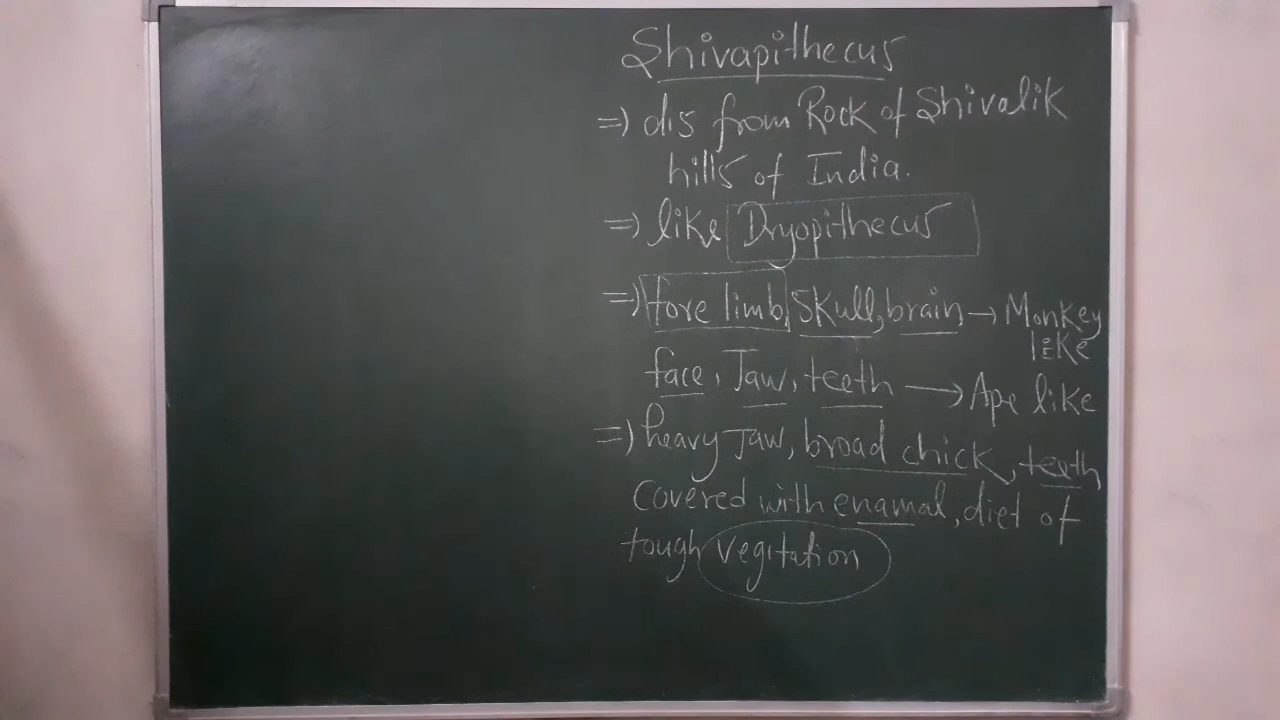 Shivapithecus
=) dis from Rock of Shivalik
hills of India.
=) like Dryopithecus
=) fore limb, skull, brain → Monkey
like
face, Jaw, teeth → Ape like
=) heavy Jaw, broad chick, teeth
covered with enamal, diet of
tough vegitation